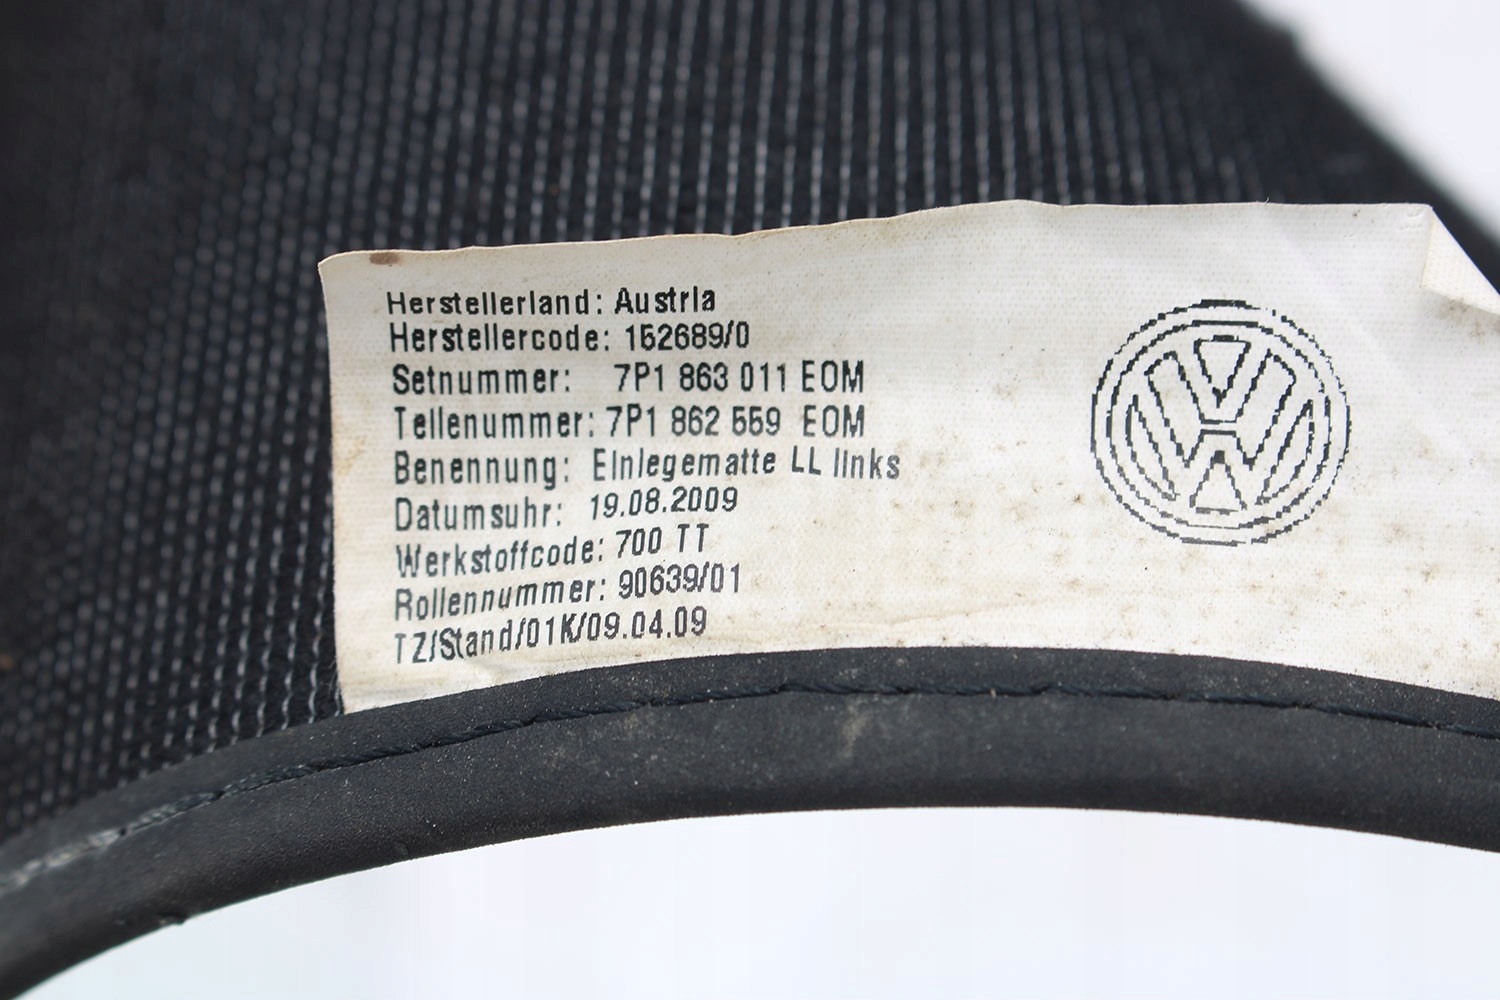 Herstellerland: Austria
Herstellercode: 152689/0
Setnummer: 7P1 863 011 EOM
Teilenummer: 7P1 862 559 EOM
Benennung: Einlegematte LL links
Datumsuhr: 19.08.2009
Werkstoffcode: 700 TT
Rollennummer: 90639/01
TZ/Stand/01K/09.04.09